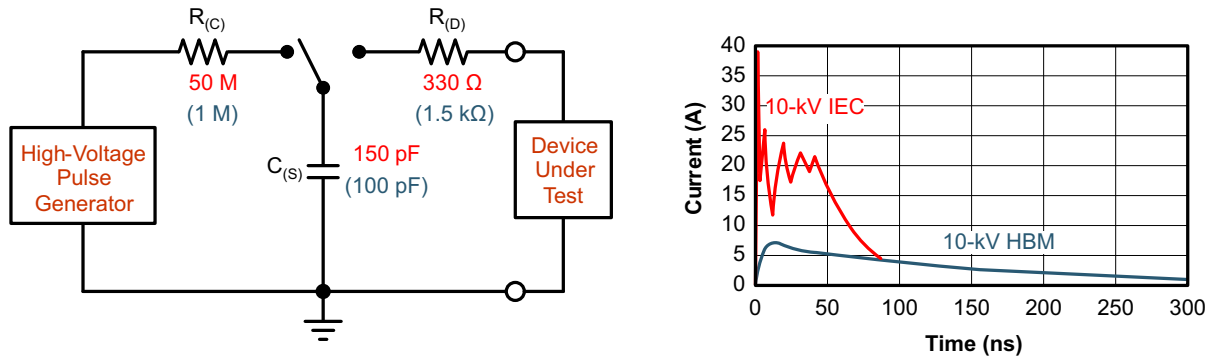 R(C)
R(D)
50 M
(1 M)
330 Ω
(1.5 kΩ)
High-Voltage
Pulse
Generator
C(S)
150 pF
(100 pF)
Device
Under
Test
Current (A)
40
35
30
25
20
15
10
5
0
10-kV IEC
10-kV HBM
0
50
100
150
200
250
300
Time (ns)